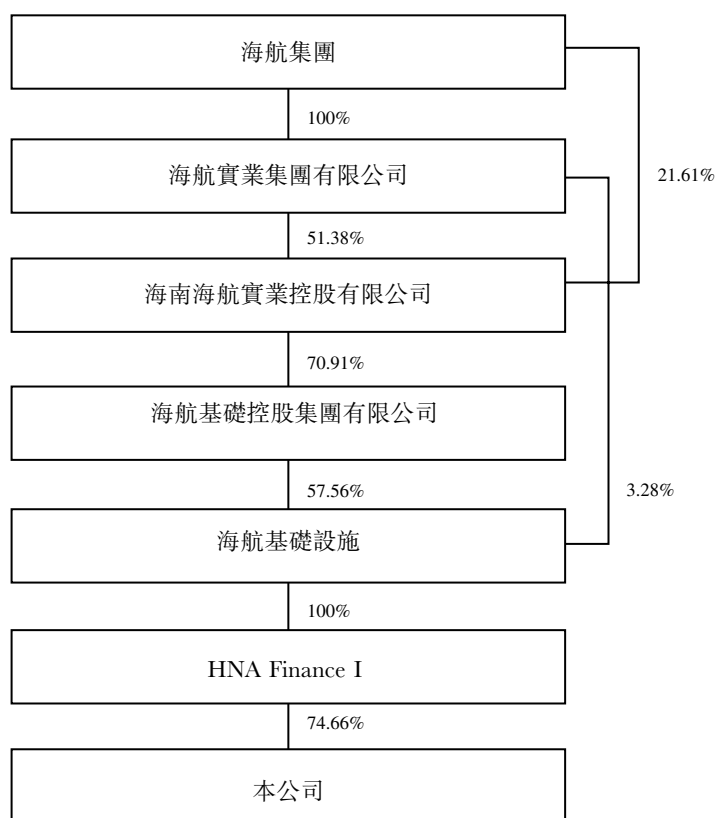 海航集團
100%
海航實業集團有限公司
21.61%
51.38%
海南海航實業控股有限公司
70.91%
海航基礎控股集團有限公司
57.56%
3.28%
海航基礎設施
100%
HNA Finance I
74.66%
本公司